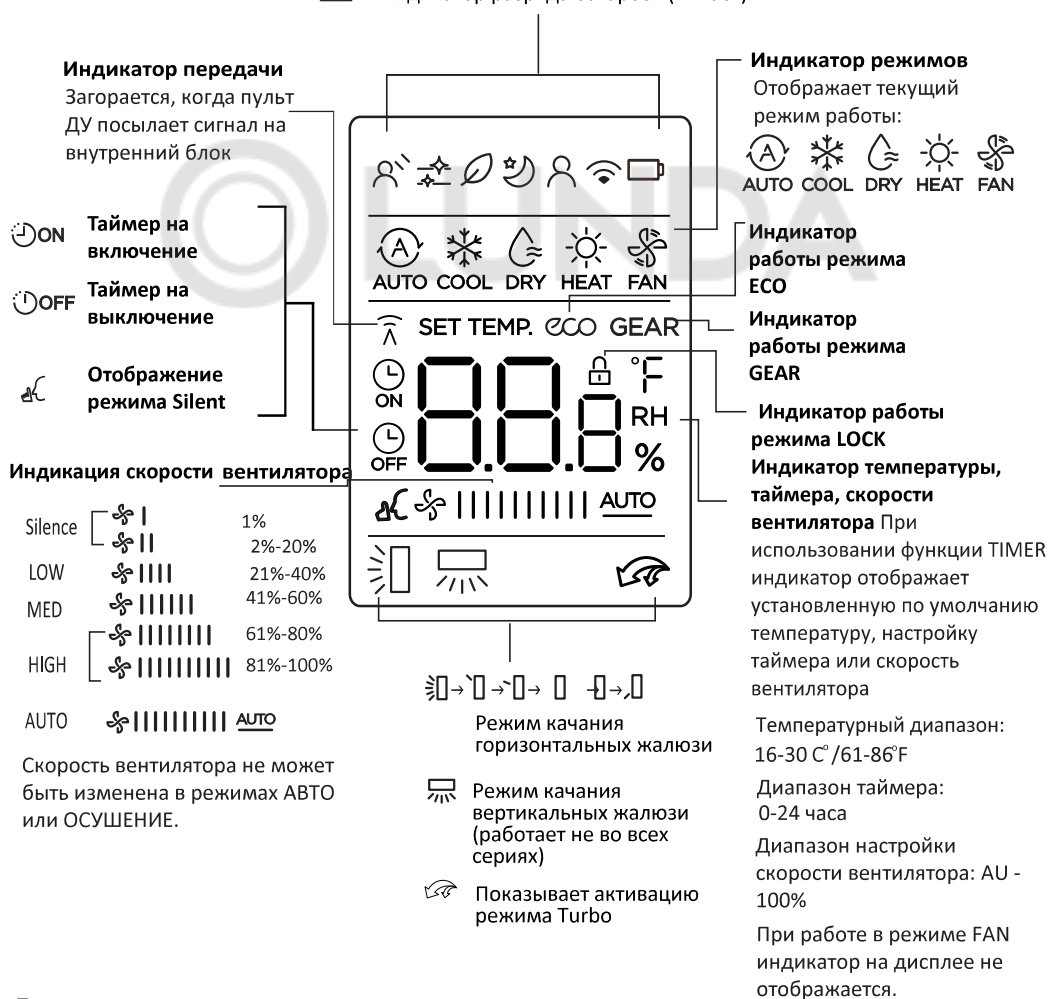 Индикатор передачи
Загорается, когда пульт
ДУ посылает сигнал на
внутренний блок
ON Таймер на
включение
OFF Таймер на
выключение
Отображение
режима Silent
Индикация скорости вентилятора
Silence 1%
2%-20%
LOW 21%-40%
MED 41%-60%
61%-80%
HIGH 81%-100%
AUTO AUTO
Скорость вентилятора не может
быть изменена в режимах АВТО
или ОСУШЕНИЕ.
LUNDA
A
AUTO COOL DRY HEAT FAN
SET TEMP. eco GEAR
ON
OFF
88.8
°F
RH
%
AUTO
Режим качания
горизонтальных жалюзи
Режим качания
вертикальных жалюзи
(работает не во всех
сериях)
Показывает активацию
режима Turbo
Индикатор режимов
Отображает текущий
режим работы:
A
AUTO COOL DRY HEAT FAN
Индикатор
работы режима
ECO
Индикатор
работы режима
GEAR
Индикатор работы
режима LOCK
Индикатор температуры,
таймера, скорости
вентилятора При
использовании функции TIMER
индикатор отображает
установленную по умолчанию
температуру, настройку
таймера или скорость
вентилятора
Температурный диапазон:
16-30 C°/61-86°F
Диапазон таймера:
0-24 часа
Диапазон настройки
скорости вентилятора: AU -
100%
При работе в режиме FAN
индикатор на дисплее не
отображается.